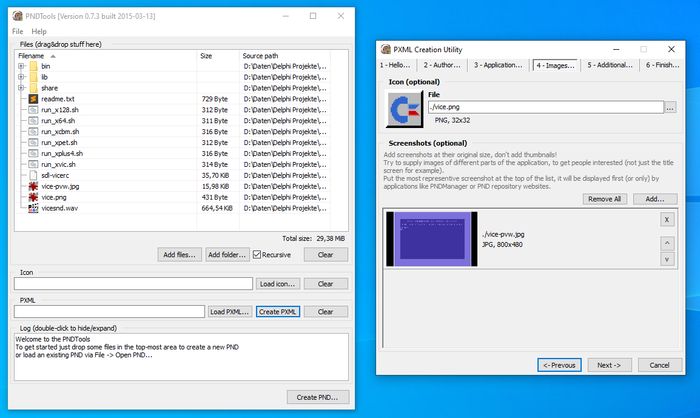 PNDTools [Version 0.7.3 built 2015-03-13]
File Help
Files (drag&drop stuff here)
Filename Size Source path
bin D:\Daten\Delphi Projekte\...
lib D:\Daten\Delphi Projekte\...
share D:\Daten\Delphi Projekte\...
readme.txt 729 Byte D:\Daten\Delphi Projekte\...
run_x128.sh 312 Byte D:\Daten\Delphi Projekte\...
run_x64.sh 311 Byte D:\Daten\Delphi Projekte\...
run_xcbm.sh 316 Byte D:\Daten\Delphi Projekte\...
run_xpet.sh 312 Byte D:\Daten\Delphi Projekte\...
run_xplus4.sh 314 Byte D:\Daten\Delphi Projekte\...
run_xvic.sh 314 Byte D:\Daten\Delphi Projekte\...
sdl-vicerc 35,70 KiB D:\Daten\Delphi Projekte\...
vice-pvw.jpg 15,98 KiB D:\Daten\Delphi Projekte\...
vice.png 431 Byte D:\Daten\Delphi Projekte\...
vicesnd.wav 664,54 KiB D:\Daten\Delphi Projekte\...
Total size: 29,38 MiB
Add files... Add folder... Recursive Clear
Icon
Load icon... Clear
PXML
Load PXML... Create PXML Clear
Log (double-click to hide/expand)
Welcome to the PNDTools
To get started just drop some files in the top-most area to create a new PND
or load an existing PND via File -> Open PND...
Create PND...
PXML Creation Utility
1 - Hello... 2 - Author... 3 - Application... 4 - Images... 5 - Additional... 6 - Finish...
Icon (optional)
File
./vice.png ...
PNG, 32x32
Screenshots (optional)
Add screenshots at their original size, don't add thumbnails!
Try to supply images of different parts of the application, to get people interested (not just the title
screen for example).
Put the most representive screenshot at the top of the list, it will be displayed first (or only) by
applications like PNDManager or PND repository websites.
Remove All Add...
./vice-pvw.jpg
JPG, 800x480
X
^
v
<- Previous Next -> Cancel